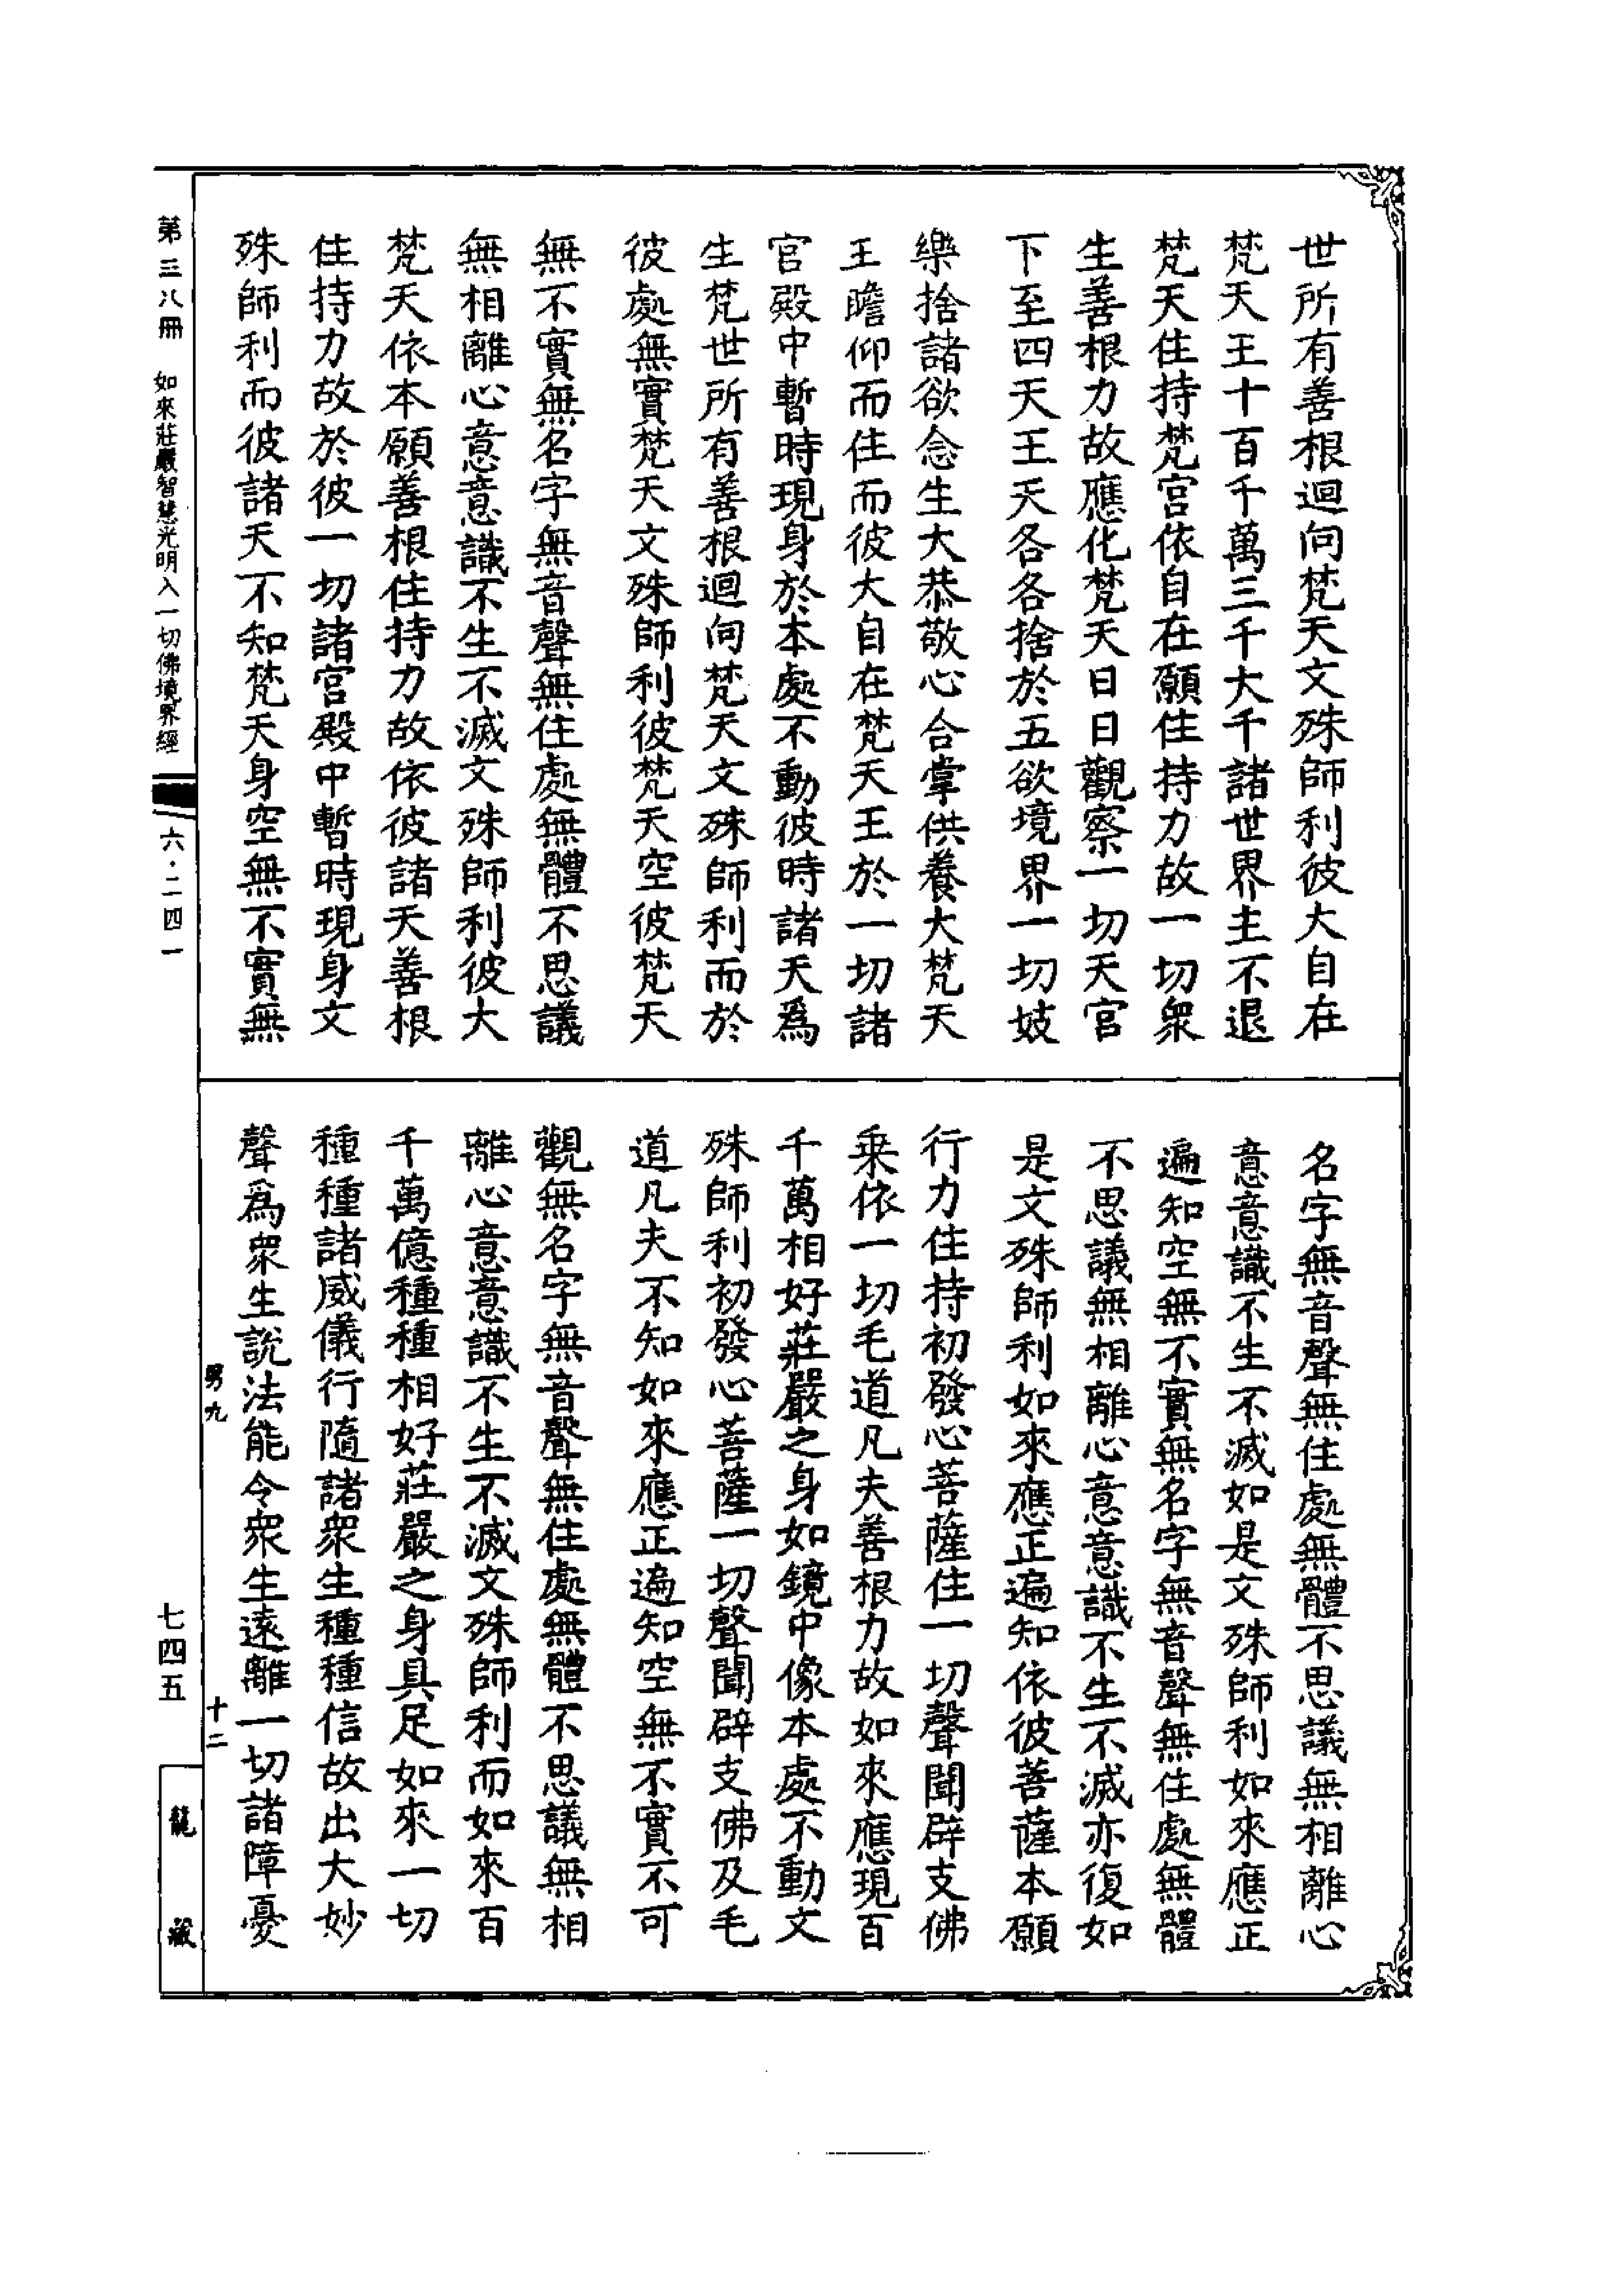 世所有善根迴向梵天文殊師利彼大自在
梵天王十百千萬三千大千諸世界主不退
梵天住持梵宮依自在願住持力故一切衆
生善根力故應化梵天日日觀察一切天宮
下至四天王天各各捨於五欲境界一切妓
樂捨諸欲念生大恭敬心合掌供養大梵天
王瞻仰而住而彼大自在梵天王於一切諸
宮殿中暫時現身於本處不動彼時諸天爲
生梵世所有善根迴向梵天文殊師利而於
彼處無實梵天文殊師利彼梵天空彼梵天
無不實無名字無音聲無住處無體不思議
無相離心意意識不生不滅文殊師利彼大
梵天依本願善根住持力故依彼諸天善根
住持力故於彼一切諸宮殿中暫時現身文
殊師利而彼諸天不知梵天身空無不實無
名字無音聲無住處無體不思議無相離心
意意識不生不滅如是文殊師利如來應正
遍知空無不實無名字無音聲無住處無體
不思議無相離心意意識不生不滅亦復如
是文殊師利如來應正遍知依彼菩薩本願
行力住持初發心菩薩住一切聲聞辟支佛
乗依一切毛道凡夫善根力故如來應現百
千萬相好莊嚴之身如鏡中像本處不動文
殊師利初發心菩薩一切聲聞辟支佛及毛
道凡夫不知如來應正遍知空無不實不可
觀無名字無音聲無住處無體不思議無相
離心意意識不生不滅文殊師利而如來百
千萬億種種相好莊嚴之身具足如來一切
種種諸威儀行隨諸衆生種種信故出大妙
聲爲衆生說法能令衆生遠離一切諸障憂
男九
十二
第三八冊 如來莊嚴智慧光明入一切佛境界經
六·二四一
七四五
龍藏